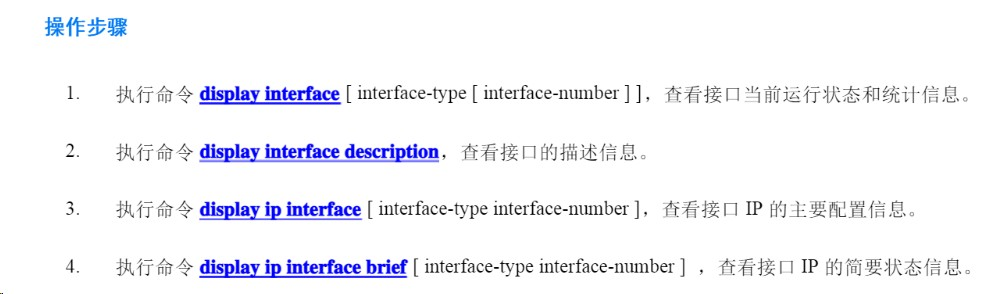 操作步骤
1. 执行命令 display interface [ interface-type [ interface-number ] ]，查看接口当前运行状态和统计信息。
2. 执行命令 display interface description，查看接口的描述信息。
3. 执行命令 display ip interface [ interface-type interface-number ]，查看接口 IP 的主要配置信息。
4. 执行命令 display ip interface brief [ interface-type interface-number ] ，查看接口 IP 的简要状态信息。